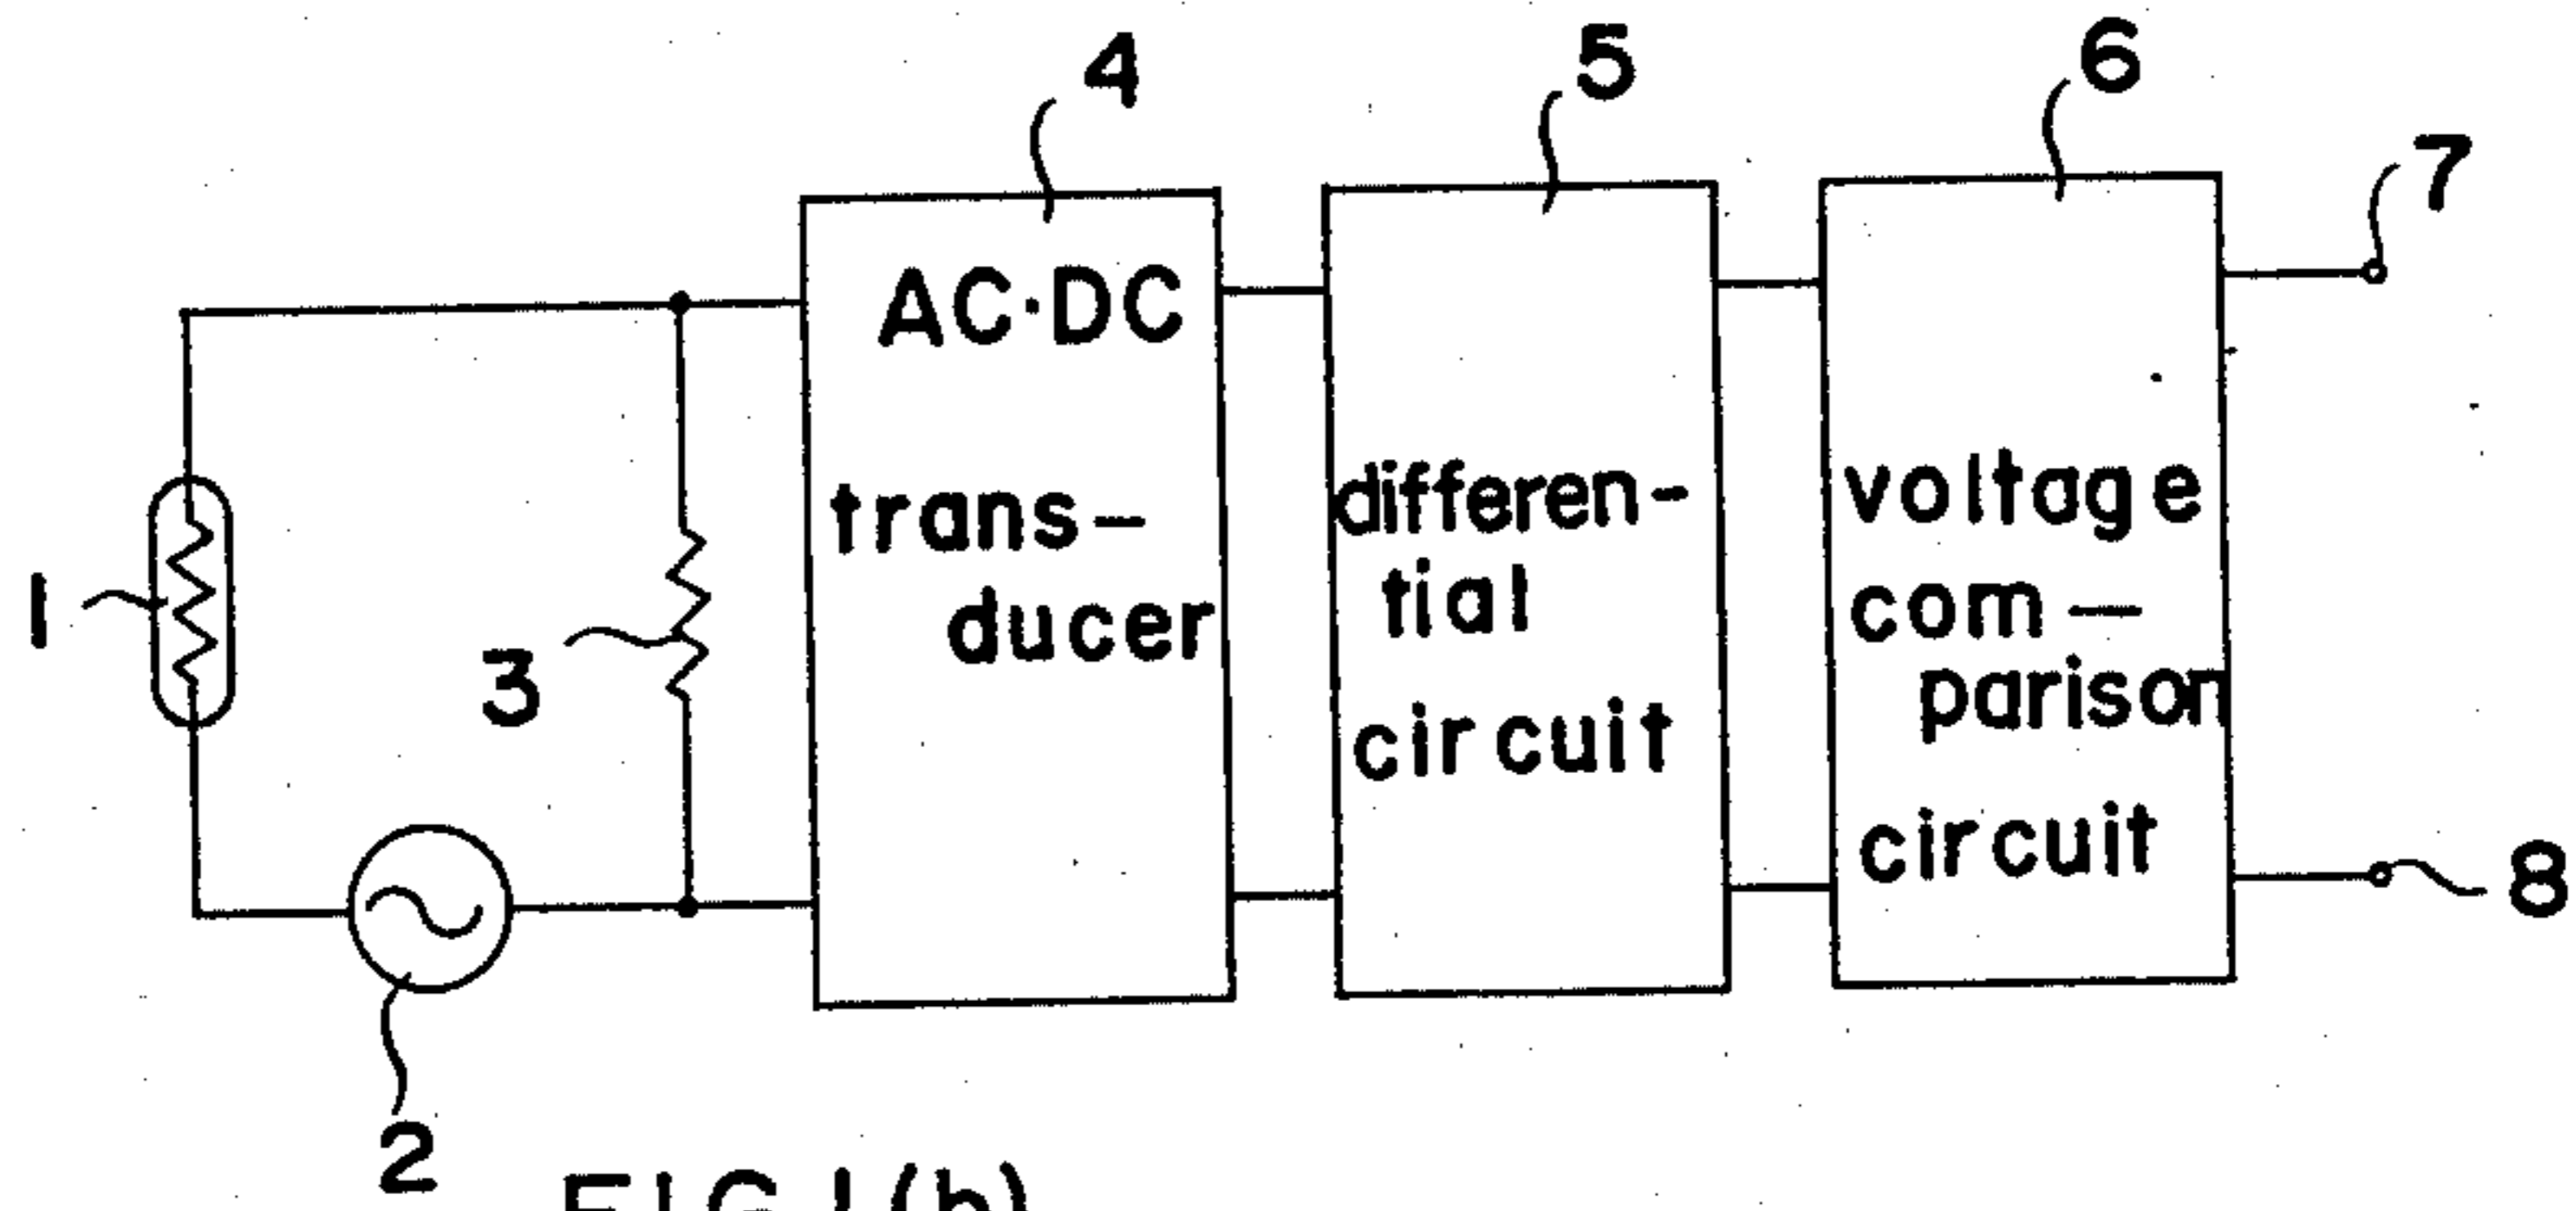 4
5
6
7
AC·DC
trans-
ducer
differen-
tial
circuit
voltage
com-
parison
circuit
1
3
8
2
FIG.1(b)